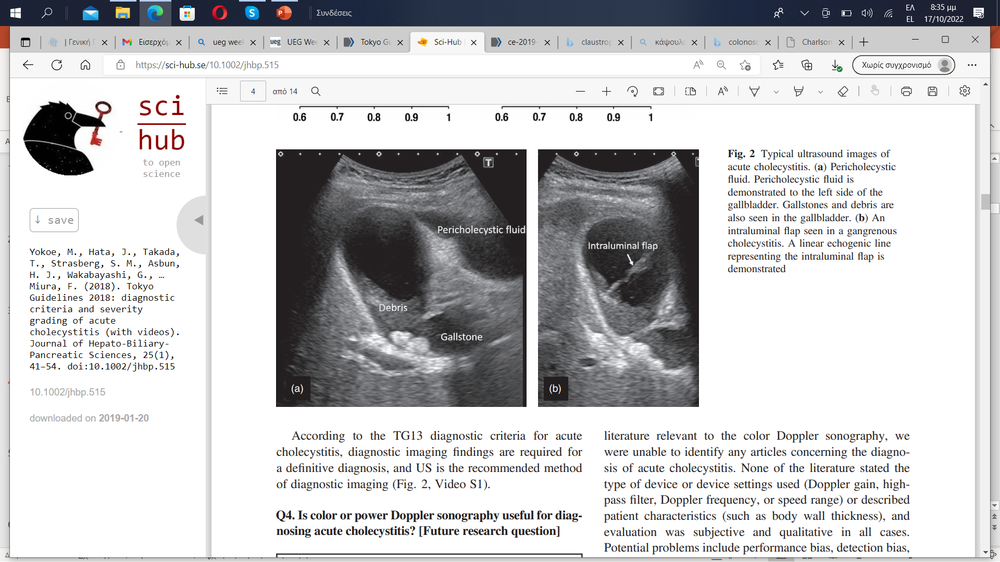 Συνδέσεις
ΕΛ
EL
8:35 μμ
17/10/2022
| Γενική Γ
Εισερχόμ
ueg week
UEG Wee
Tokyo Gu
Sci-Hub |
ce-2019-
claustrop
κάψουλα
colonosc
Charlson
https://sci-hub.se/10.1002/jhbp.515
Χωρίς συγχρονισμό
4 από 14
sci
hub
to open
science
↓ save
Yokoe, M., Hata, J., Takada,
T., Strasberg, S. M., Asbun,
H. J., Wakabayashi, G., …
Miura, F. (2018). Tokyo
Guidelines 2018: diagnostic
criteria and severity
grading of acute
cholecystitis (with videos).
Journal of Hepato-Biliary-
Pancreatic Sciences, 25(1),
41–54. doi:10.1002/jhbp.515
10.1002/jhbp.515
downloaded on 2019-01-20
0.6 0.7 0.8 0.9 1
0.6 0.7 0.8 0.9 1
T
Pericholecystic fluid
Debris
Gallstone
(a)
Intraluminal flap
(b)
Fig. 2 Typical ultrasound images of
acute cholecystitis. (a) Pericholecystic
fluid. Pericholecystic fluid is
demonstrated to the left side of the
gallbladder. Gallstones and debris are
also seen in the gallbladder. (b) An
intraluminal flap seen in a gangrenous
cholecystitis. A linear echogenic line
representing the intraluminal flap is
demonstrated
According to the TG13 diagnostic criteria for acute
cholecystitis, diagnostic imaging findings are required for
a definitive diagnosis, and US is the recommended method
of diagnostic imaging (Fig. 2, Video S1).
Q4. Is color or power Doppler sonography useful for diag-
nosing acute cholecystitis? [Future research question]
literature relevant to the color Doppler sonography, we
were unable to identify any articles concerning the diagno-
sis of acute cholecystitis. None of the literature stated the
type of device or device settings used (Doppler gain, high-
pass filter, Doppler frequency, or speed range) or described
patient characteristics (such as body wall thickness), and
evaluation was subjective and qualitative in all cases.
Potential problems include performance bias, detection bias,